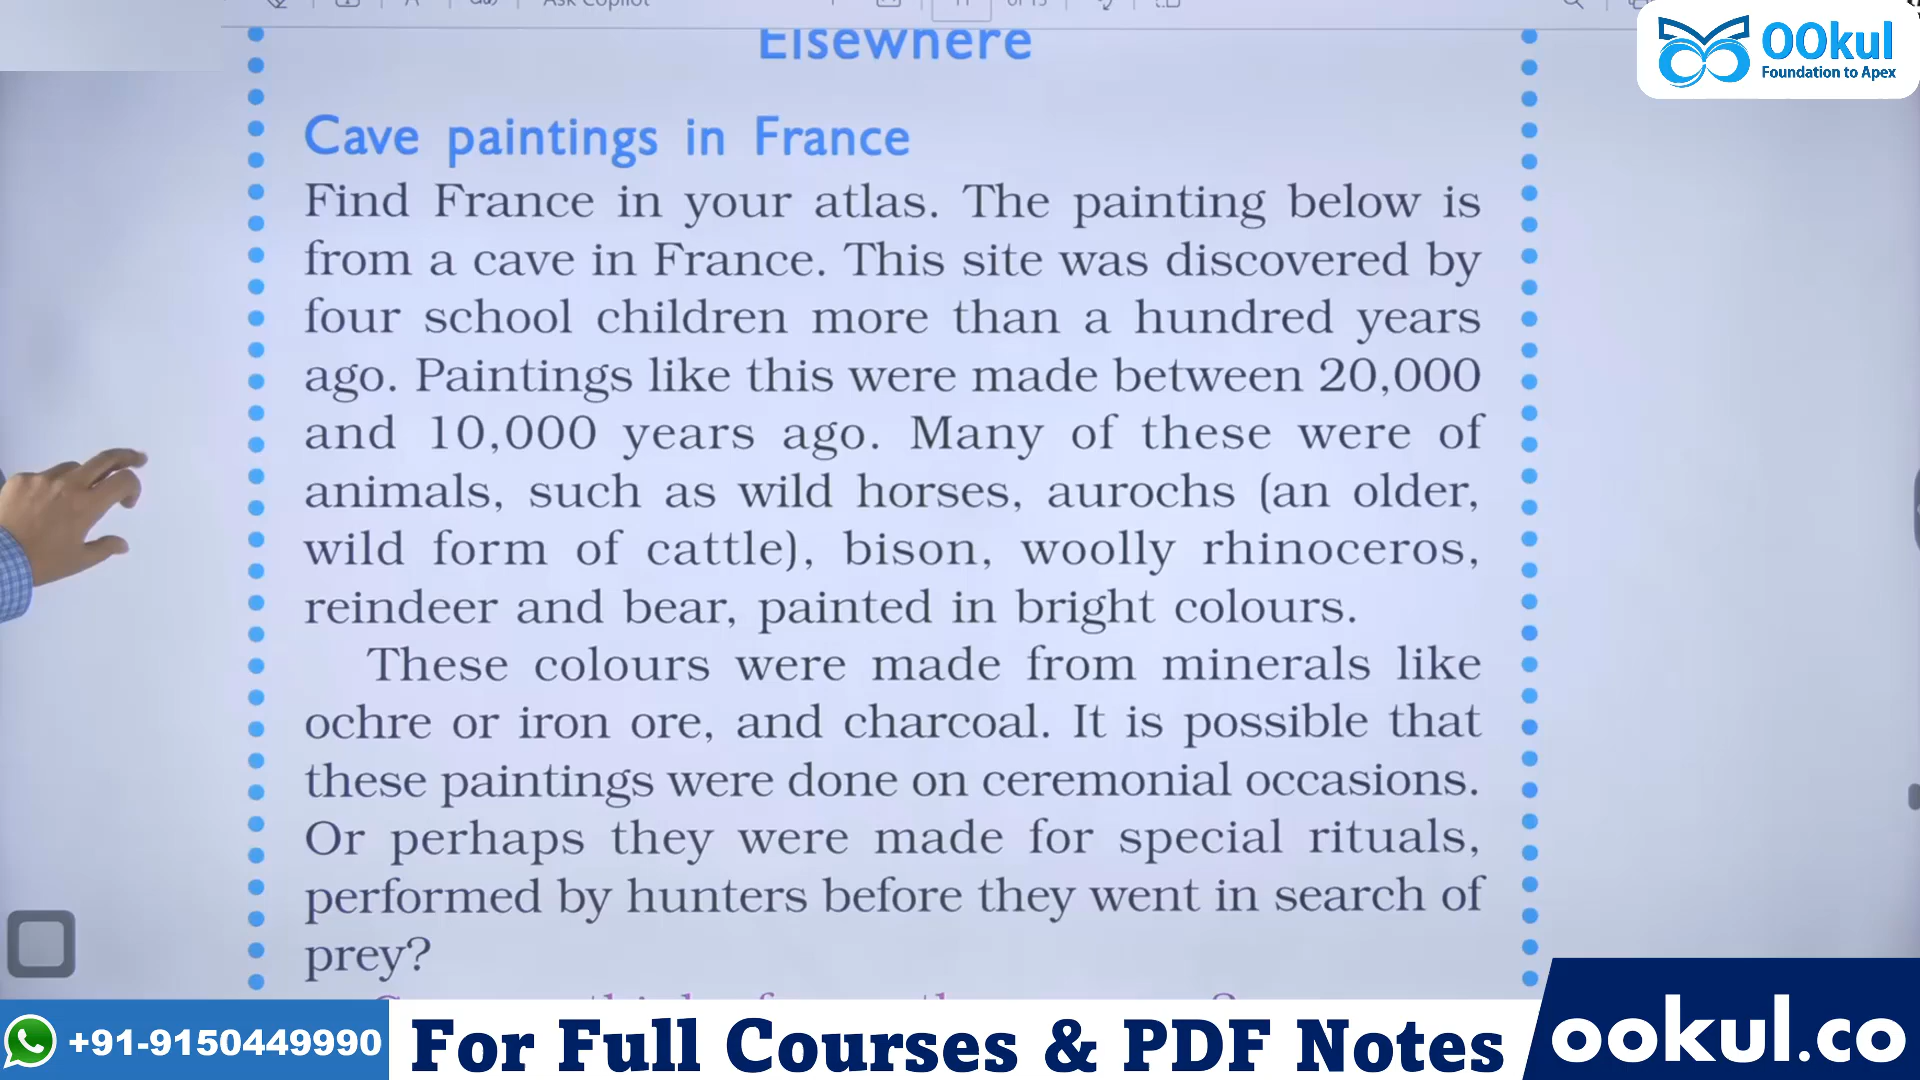 Ask Copilot
OOkul
Foundation to Apex
Elsewhere
Cave paintings in France
Find France in your atlas. The painting below is
from a cave in France. This site was discovered by
four school children more than a hundred years
ago. Paintings like this were made between 20,000
and 10,000 years ago. Many of these were of
animals, such as wild horses, aurochs (an older,
wild form of cattle), bison, woolly rhinoceros,
reindeer and bear, painted in bright colours.
These colours were made from minerals like
ochre or iron ore, and charcoal. It is possible that
these paintings were done on ceremonial occasions.
Or perhaps they were made for special rituals,
performed by hunters before they went in search of
prey?
+91-9150449990
For Full Courses & PDF Notes
ookul.co